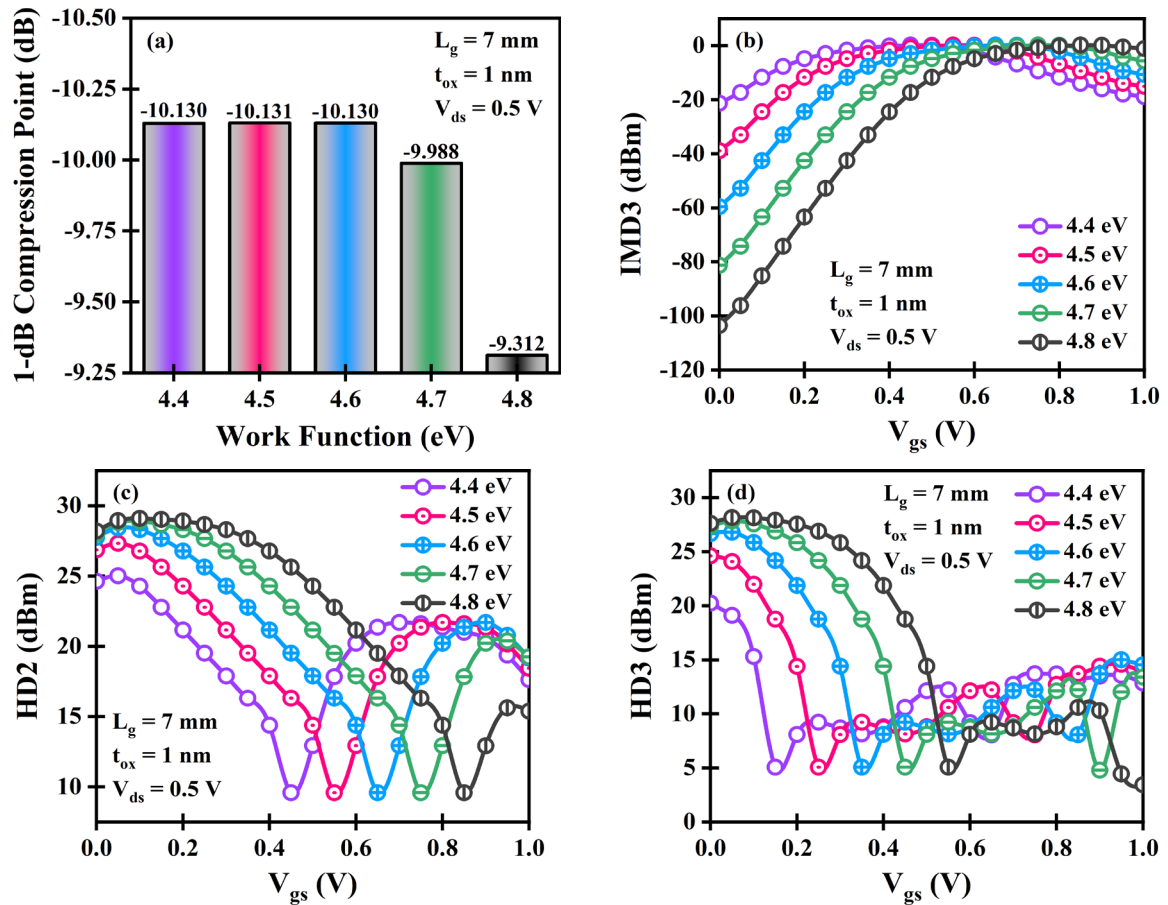 (a)
L_g = 7 mm
t_ox = 1 nm
V_ds = 0.5 V
1-dB Compression Point (dB)
-10.50
-10.25
-10.00
-9.75
-9.50
-9.25
-10.130
-10.131
-10.130
-9.988
-9.312
4.4 4.5 4.6 4.7 4.8
Work Function (eV)
(b)
IMD3 (dBm)
0
-20
-40
-60
-80
-100
-120
L_g = 7 mm
t_ox = 1 nm
V_ds = 0.5 V
4.4 eV
4.5 eV
4.6 eV
4.7 eV
4.8 eV
0.0 0.2 0.4 0.6 0.8 1.0
V_gs (V)
(c)
HD2 (dBm)
30
25
20
15
10
4.4 eV
4.5 eV
4.6 eV
4.7 eV
4.8 eV
L_g = 7 mm
t_ox = 1 nm
V_ds = 0.5 V
0.0 0.2 0.4 0.6 0.8 1.0
V_gs (V)
(d)
HD3 (dBm)
30
25
20
15
10
5
0
L_g = 7 mm
t_ox = 1 nm
V_ds = 0.5 V
4.4 eV
4.5 eV
4.6 eV
4.7 eV
4.8 eV
0.0 0.2 0.4 0.6 0.8 1.0
V_gs (V)